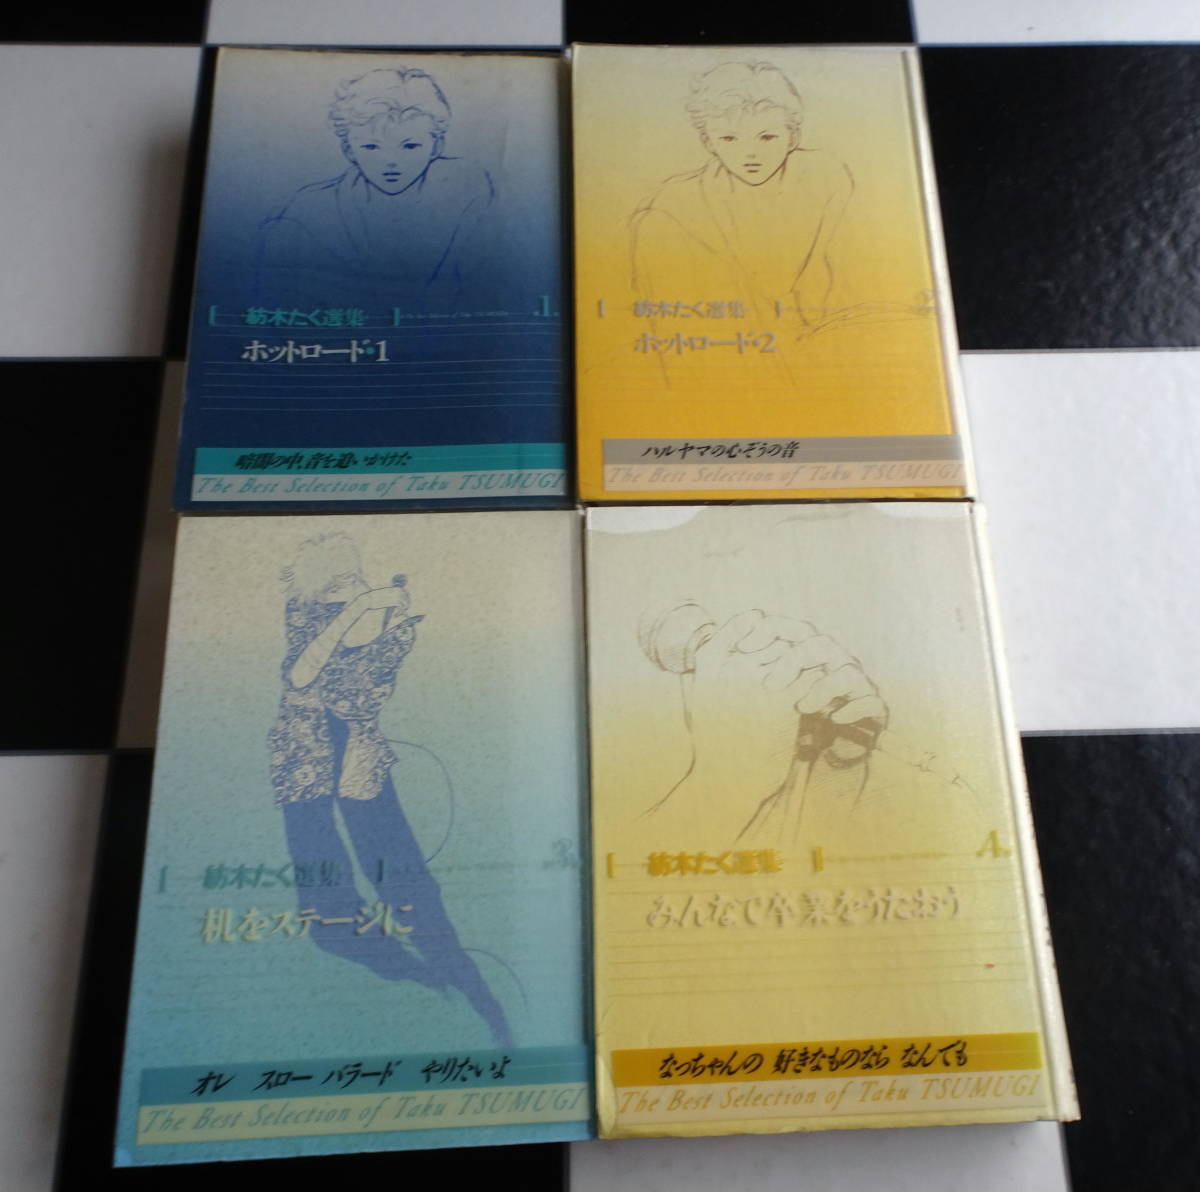 [ 紡木たく選集 ]
1.
ホットロード・1
暗闇の中、音を追いかけた
The Best Selection of Taku TSUMUGI
[ 紡木たく選集 ]
2.
ホットロード・2
ハルヤマの心ぞうの音
The Best Selection of Taku TSUMUGI
[ 紡木たく選集 ]
3.
机をステージに
オレ スロー バラード やりたいよ
The Best Selection of Taku TSUMUGI
[ 紡木たく選集 ]
4.
みんなで卒業をうたおう
なっちゃんの 好きなものなら なんでも
The Best Selection of Taku TSUMUGI